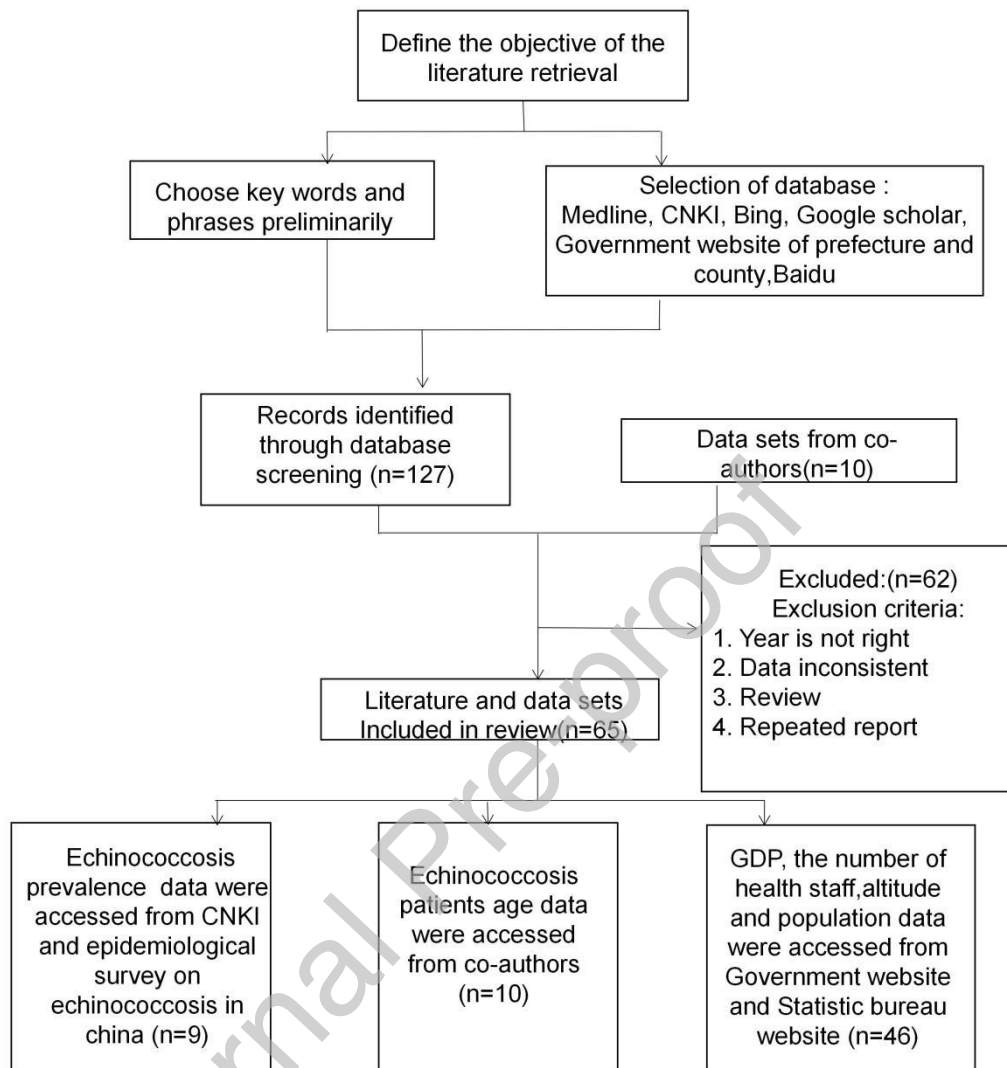 Define the objective of the
literature retrieval
Choose key words and
phrases preliminarily
Selection of database :
Medline, CNKI, Bing, Google scholar,
Government website of prefecture and
county,Baidu
Records identified
through database
screening (n=127)
Data sets from co-
authors(n=10)
Excluded:(n=62)
Exclusion criteria:
1. Year is not right
2. Data inconsistent
3. Review
4. Repeated report
Literature and data sets
Included in review(n=65)
Echinococcosis
prevalence data were
accessed from CNKI
and epidemiological
survey on
echinococcosis in
china (n=9)
Echinococcosis
patients age data
were accessed
from co-authors
(n=10)
GDP, the number of
health staff,altitude
and population data
were accessed from
Government website
and Statistic bureau
website (n=46)
rnal Pre-proof